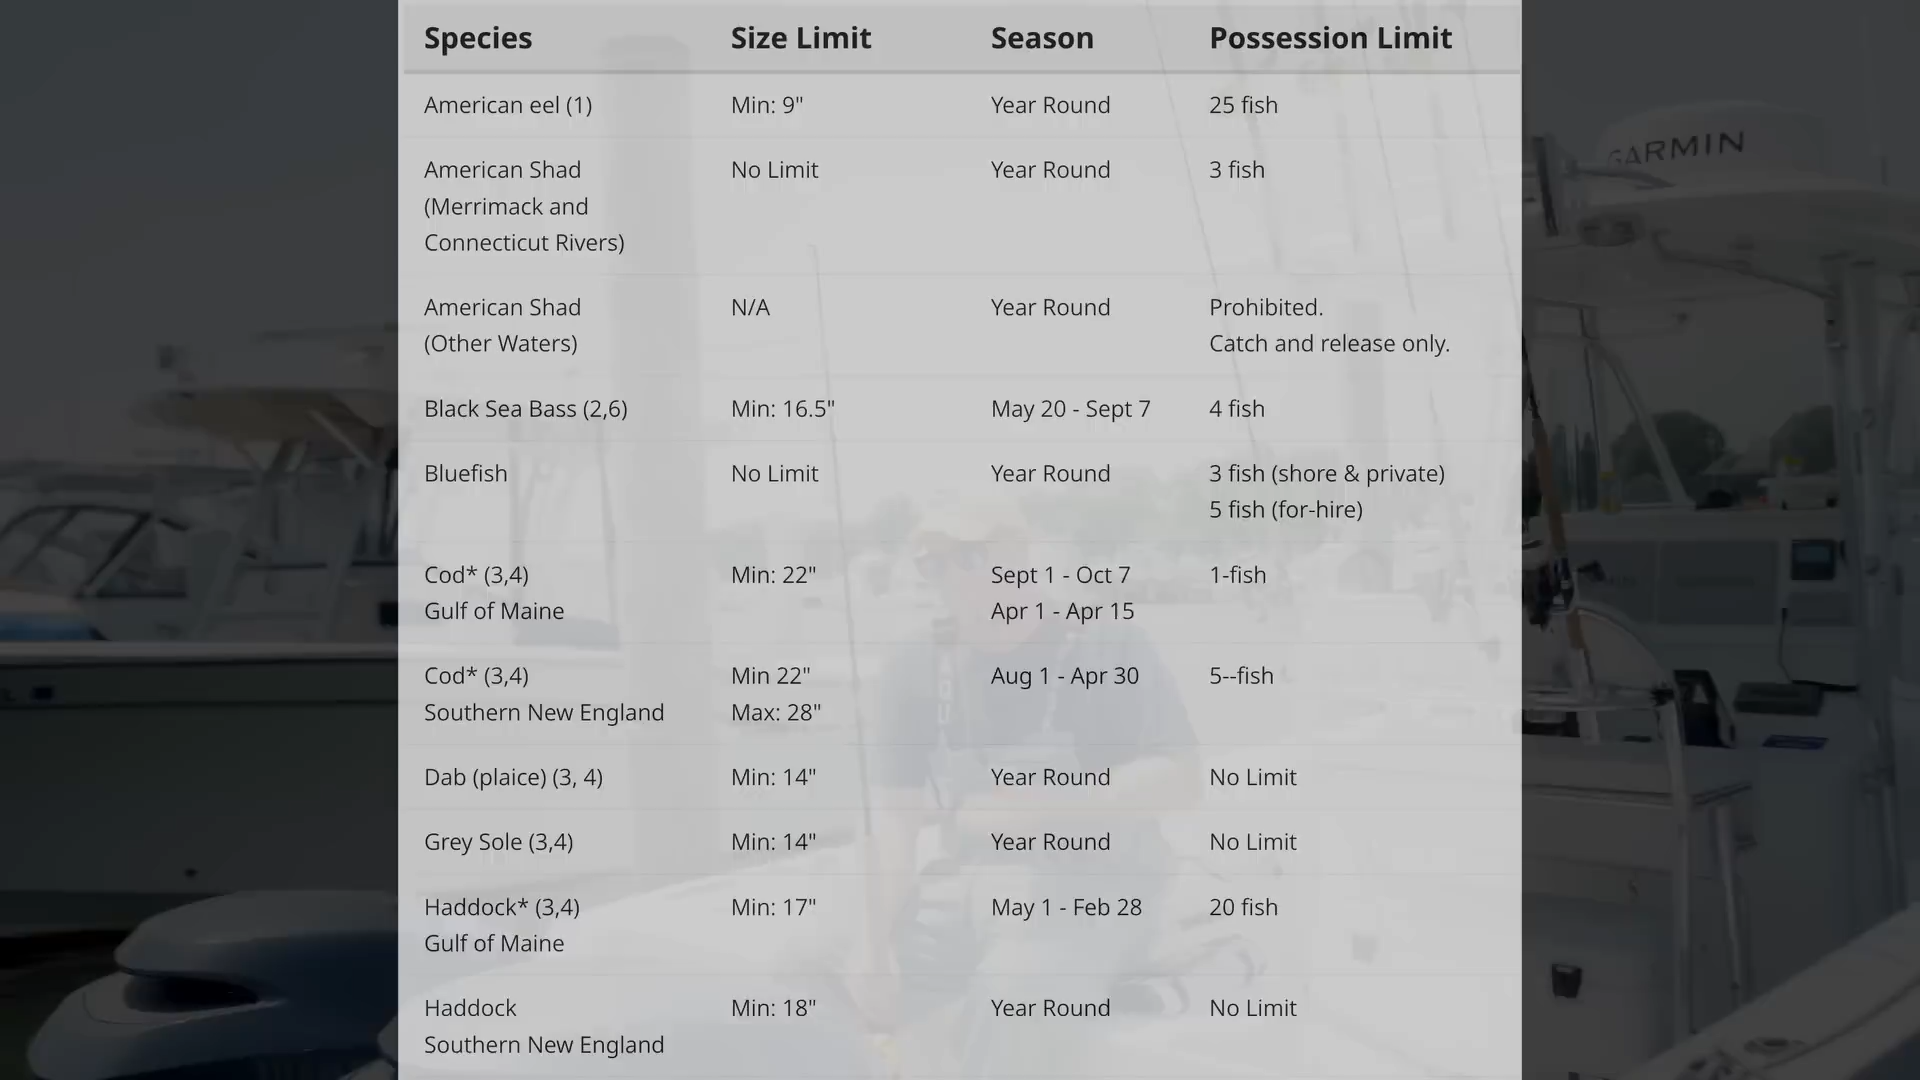 Species Size Limit Season Possession Limit
American eel (1) Min: 9" Year Round 25 fish
American Shad No Limit Year Round 3 fish
(Merrimack and
Connecticut Rivers)
American Shad N/A Year Round Prohibited.
(Other Waters) Catch and release only.
Black Sea Bass (2,6) Min: 16.5" May 20 - Sept 7 4 fish
Bluefish No Limit Year Round 3 fish (shore & private)
5 fish (for-hire)
Cod* (3,4) Min: 22" Sept 1 - Oct 7 1-fish
Gulf of Maine Apr 1 - Apr 15
Cod* (3,4) Min 22" Aug 1 - Apr 30 5--fish
Southern New England Max: 28"
Dab (plaice) (3, 4) Min: 14" Year Round No Limit
Grey Sole (3,4) Min: 14" Year Round No Limit
Haddock* (3,4) Min: 17" May 1 - Feb 28 20 fish
Gulf of Maine
Haddock Min: 18" Year Round No Limit
Southern New England
GARMIN